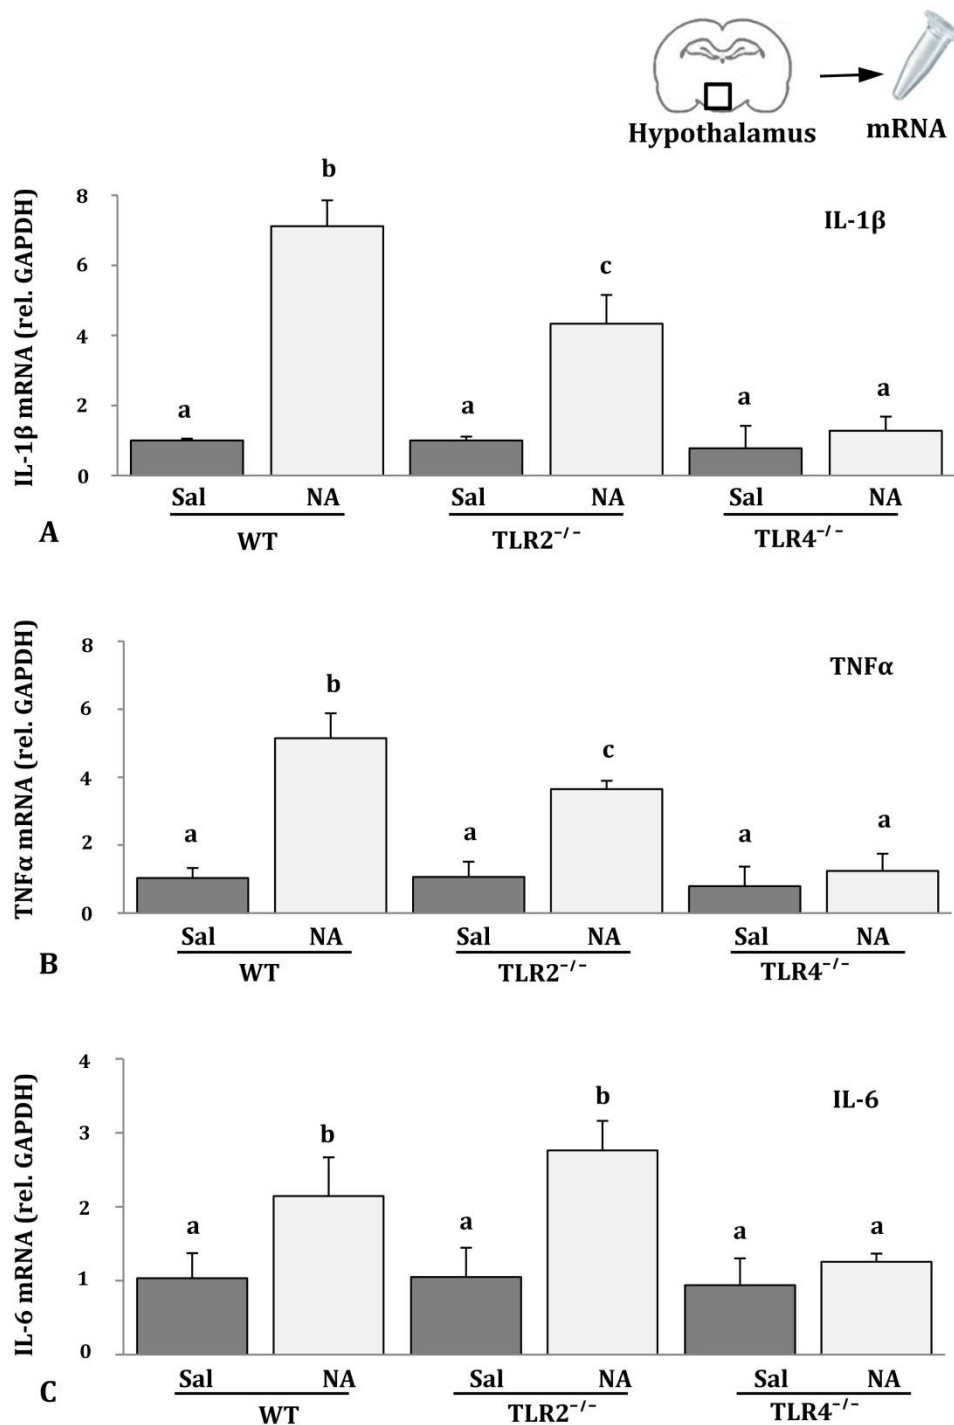 Hypothalamus
mRNA
IL-1β mRNA (rel. GAPDH)
8
6
4
2
0
IL-1β
a
b
a
c
a
a
Sal NA Sal NA Sal NA
WT TLR2⁻/⁻ TLR4⁻/⁻
A
TNFα mRNA (rel. GAPDH)
8
6
4
2
0
TNFα
a
b
a
c
a
a
Sal NA Sal NA Sal NA
WT TLR2⁻/⁻ TLR4⁻/⁻
B
IL-6 mRNA (rel. GAPDH)
4
3
2
1
0
IL-6
a
b
a
b
a
a
Sal NA Sal NA Sal NA
WT TLR2⁻/⁻ TLR4⁻/⁻
C